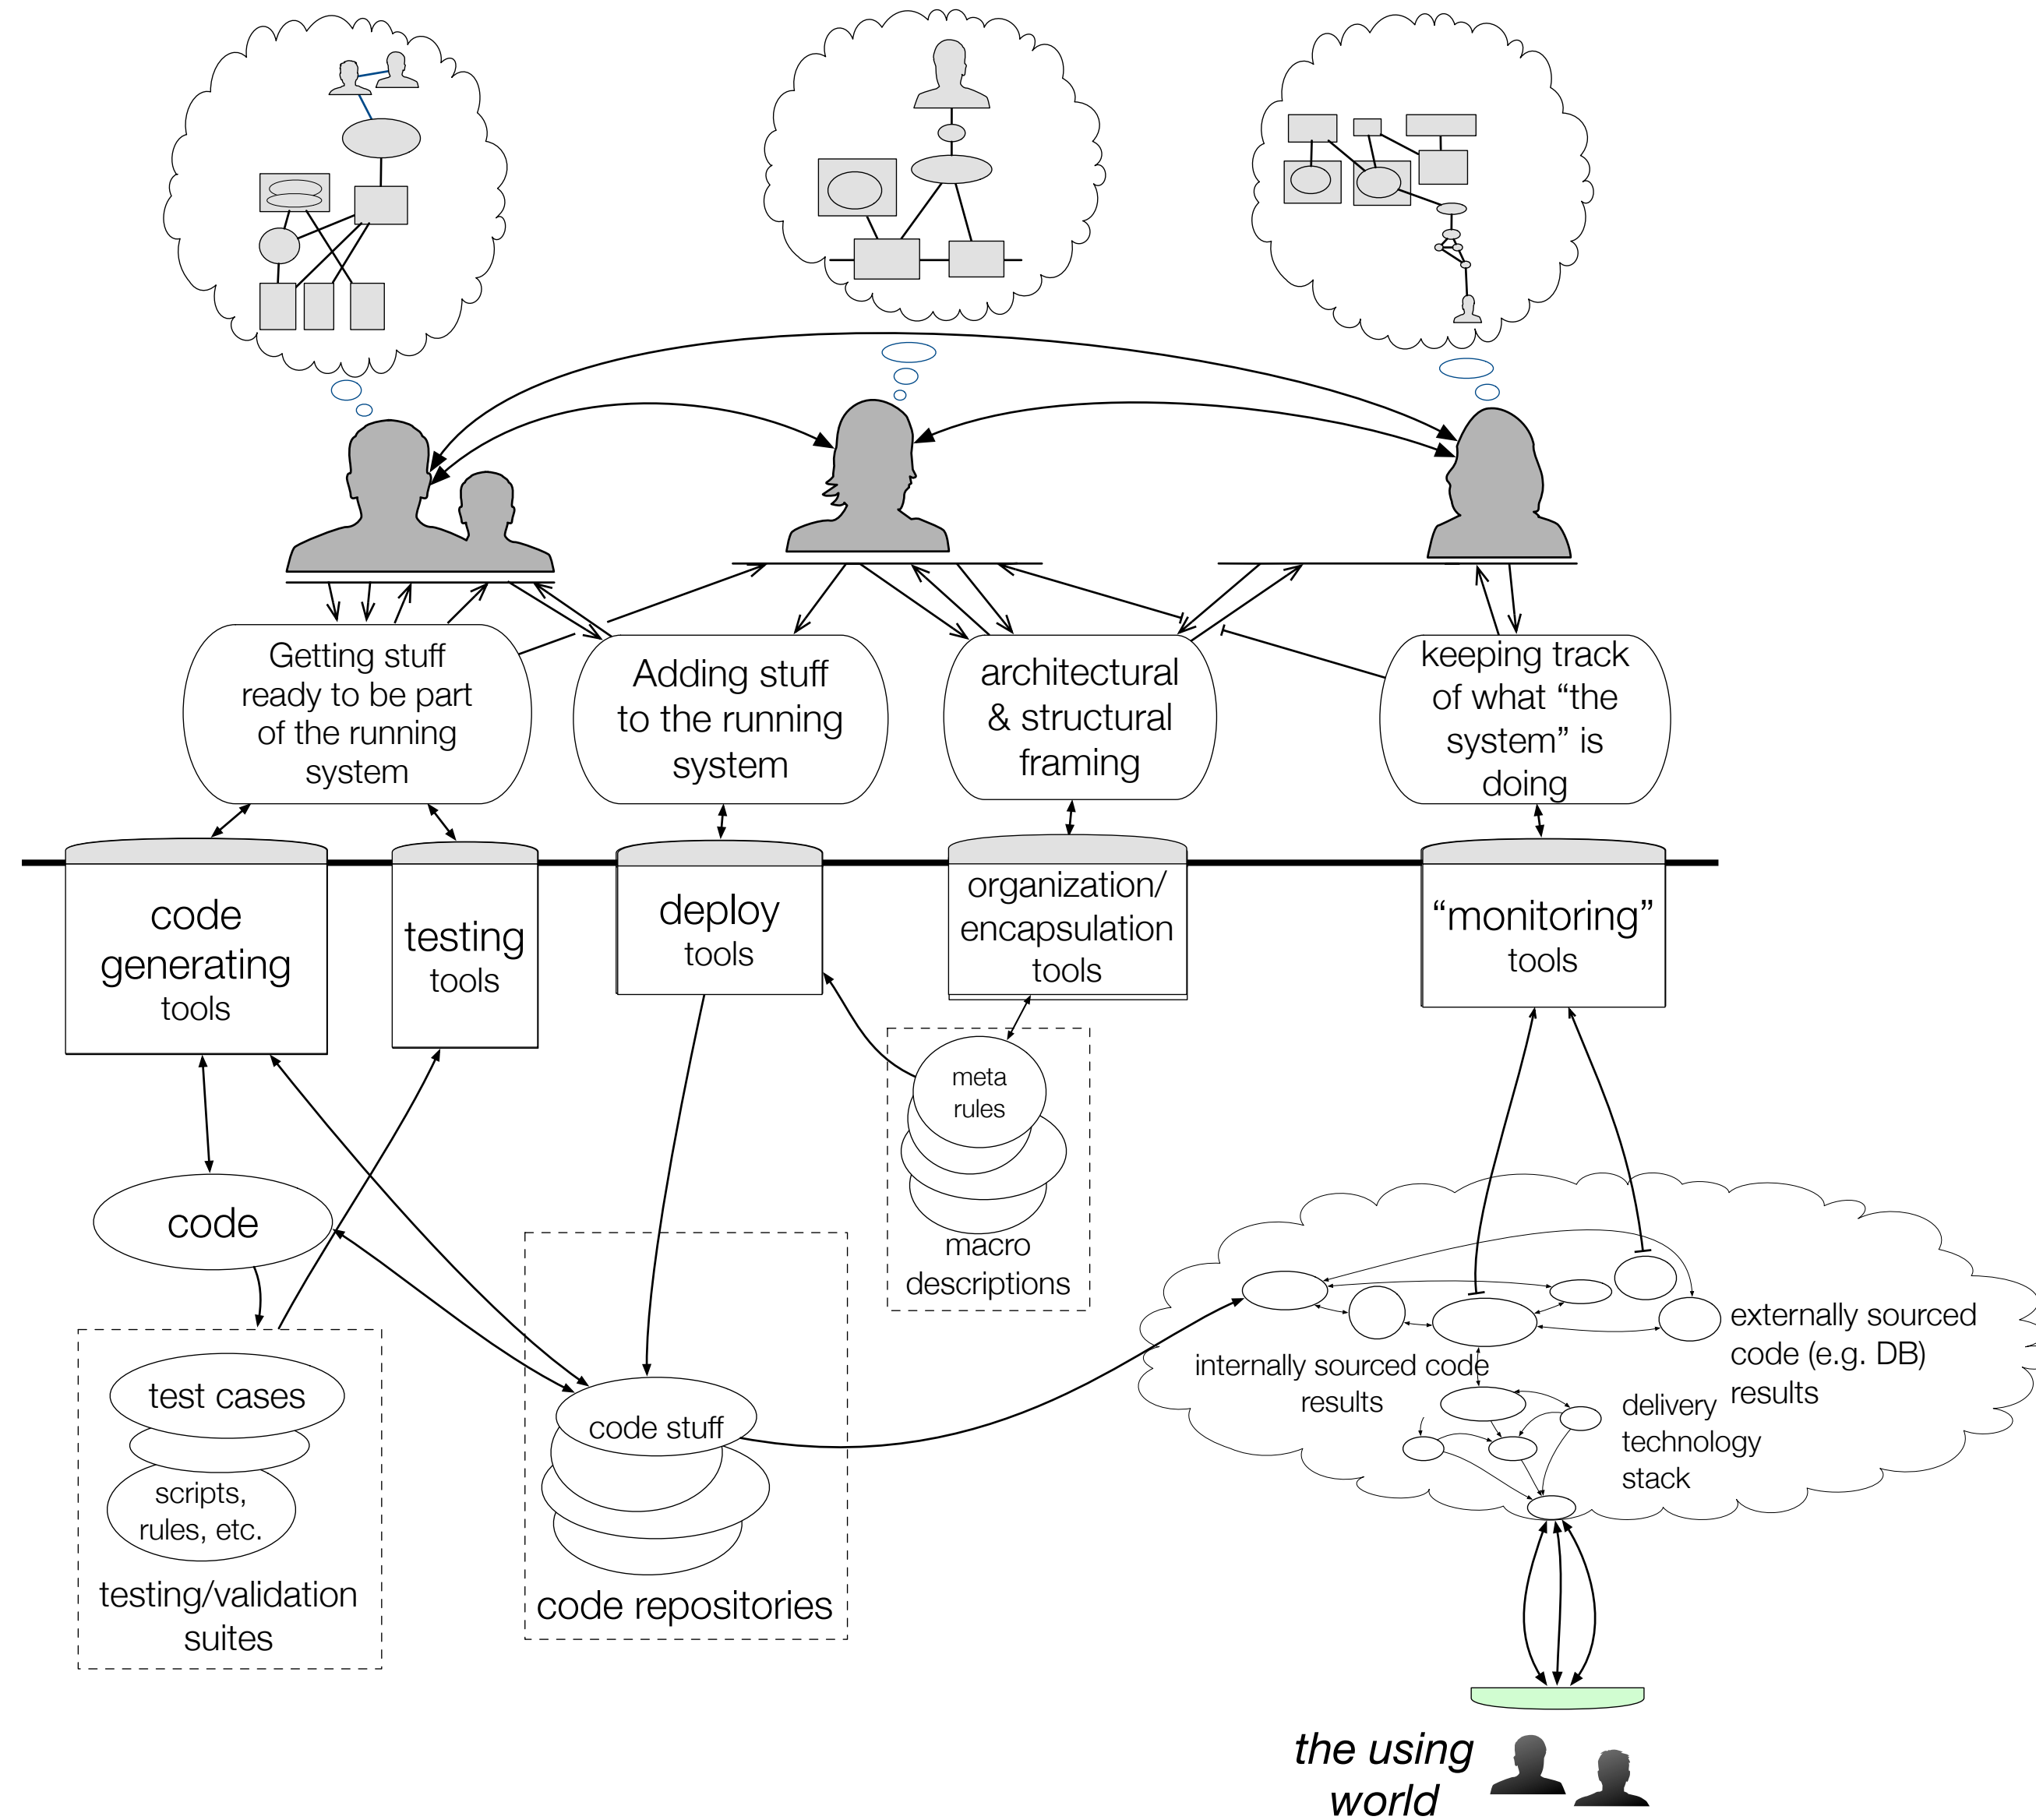 Getting stuff
ready to be part
of the running
system
Adding stuff
to the running
system
architectural
& structural
framing
keeping track
of what “the
system” is
doing
code
generating
tools
testing
tools
deploy
tools
organization/
encapsulation
tools
“monitoring”
tools
meta
rules
macro
descriptions
code
test cases
scripts,
rules, etc.
testing/validation
suites
code stuff
code repositories
internally sourced code
results
externally sourced
code (e.g. DB)
results
delivery
technology
stack
the using
world